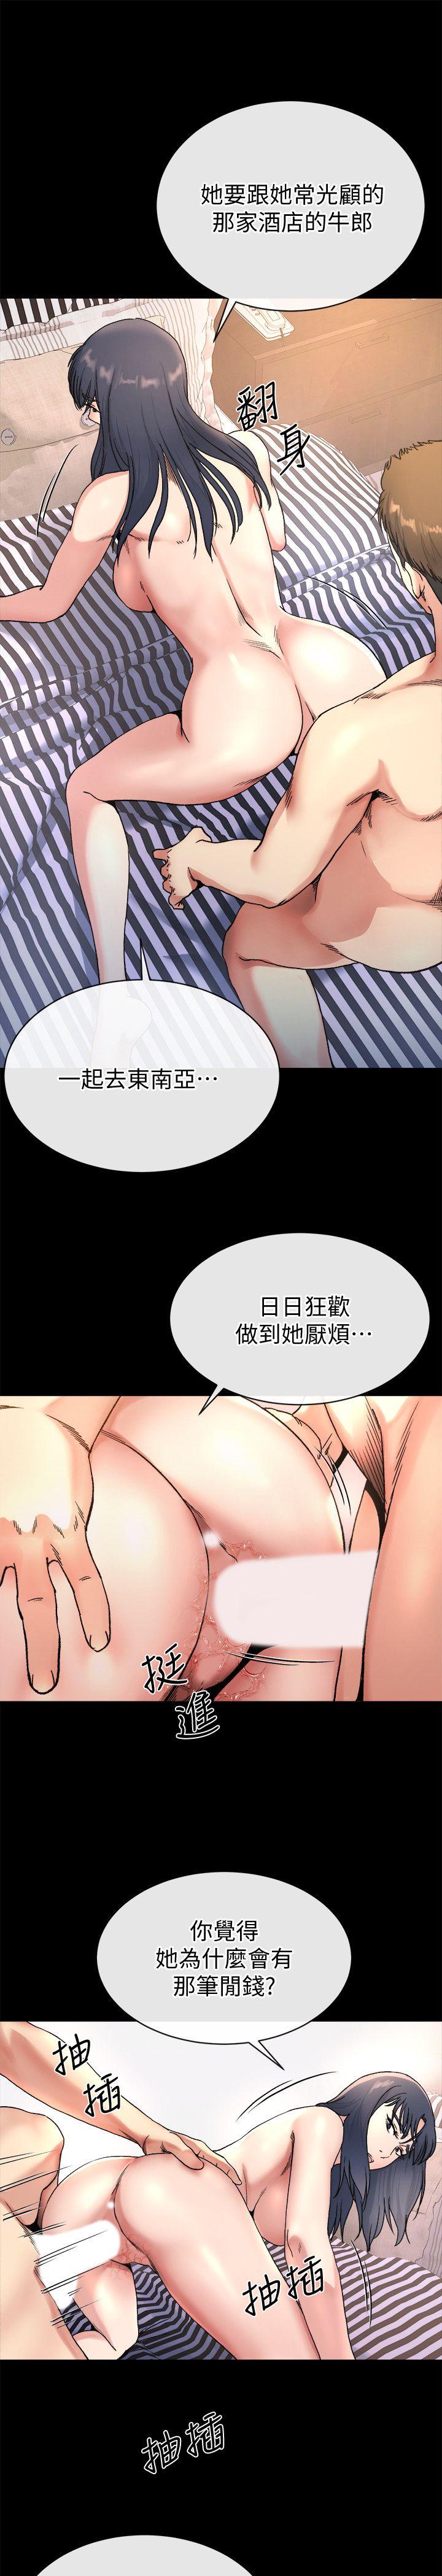 她要跟她常光顧的
那家酒店的牛郎
翻
身
一起去東南亞…
日日狂歡
做到她厭煩…
挺
進
你覺得
她為什麼會有
那筆閒錢?
抽
插
抽插
抽插